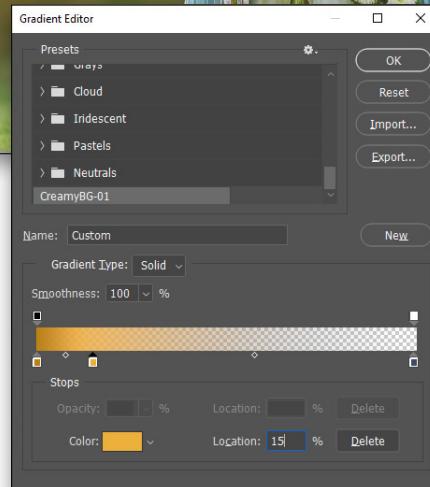 Gradient Editor
Presets
Grays
Cloud
Iridescent
Pastels
Neutrals
CreamyBG-01
OK
Reset
Import...
Export...
Name: Custom
New
Gradient Type: Solid
Smoothness: 100 %
Stops
Opacity: % Location: % Delete
Color: Location: 15 % Delete